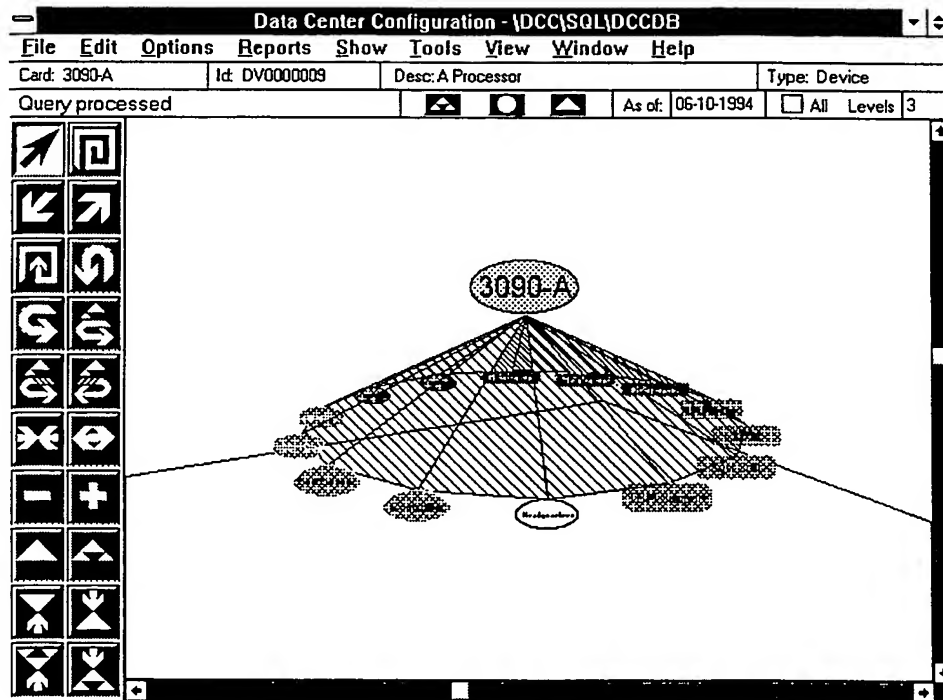 Data Center Configuration - \DCC\SQL\DCCDB
File Edit Options Reports Show Tools View Window Help
Card: 3090-A Id: DV0000009 Desc: A Processor Type: Device
Query processed As of: 06-10-1994 All Levels 3
3090-A
Headquarters